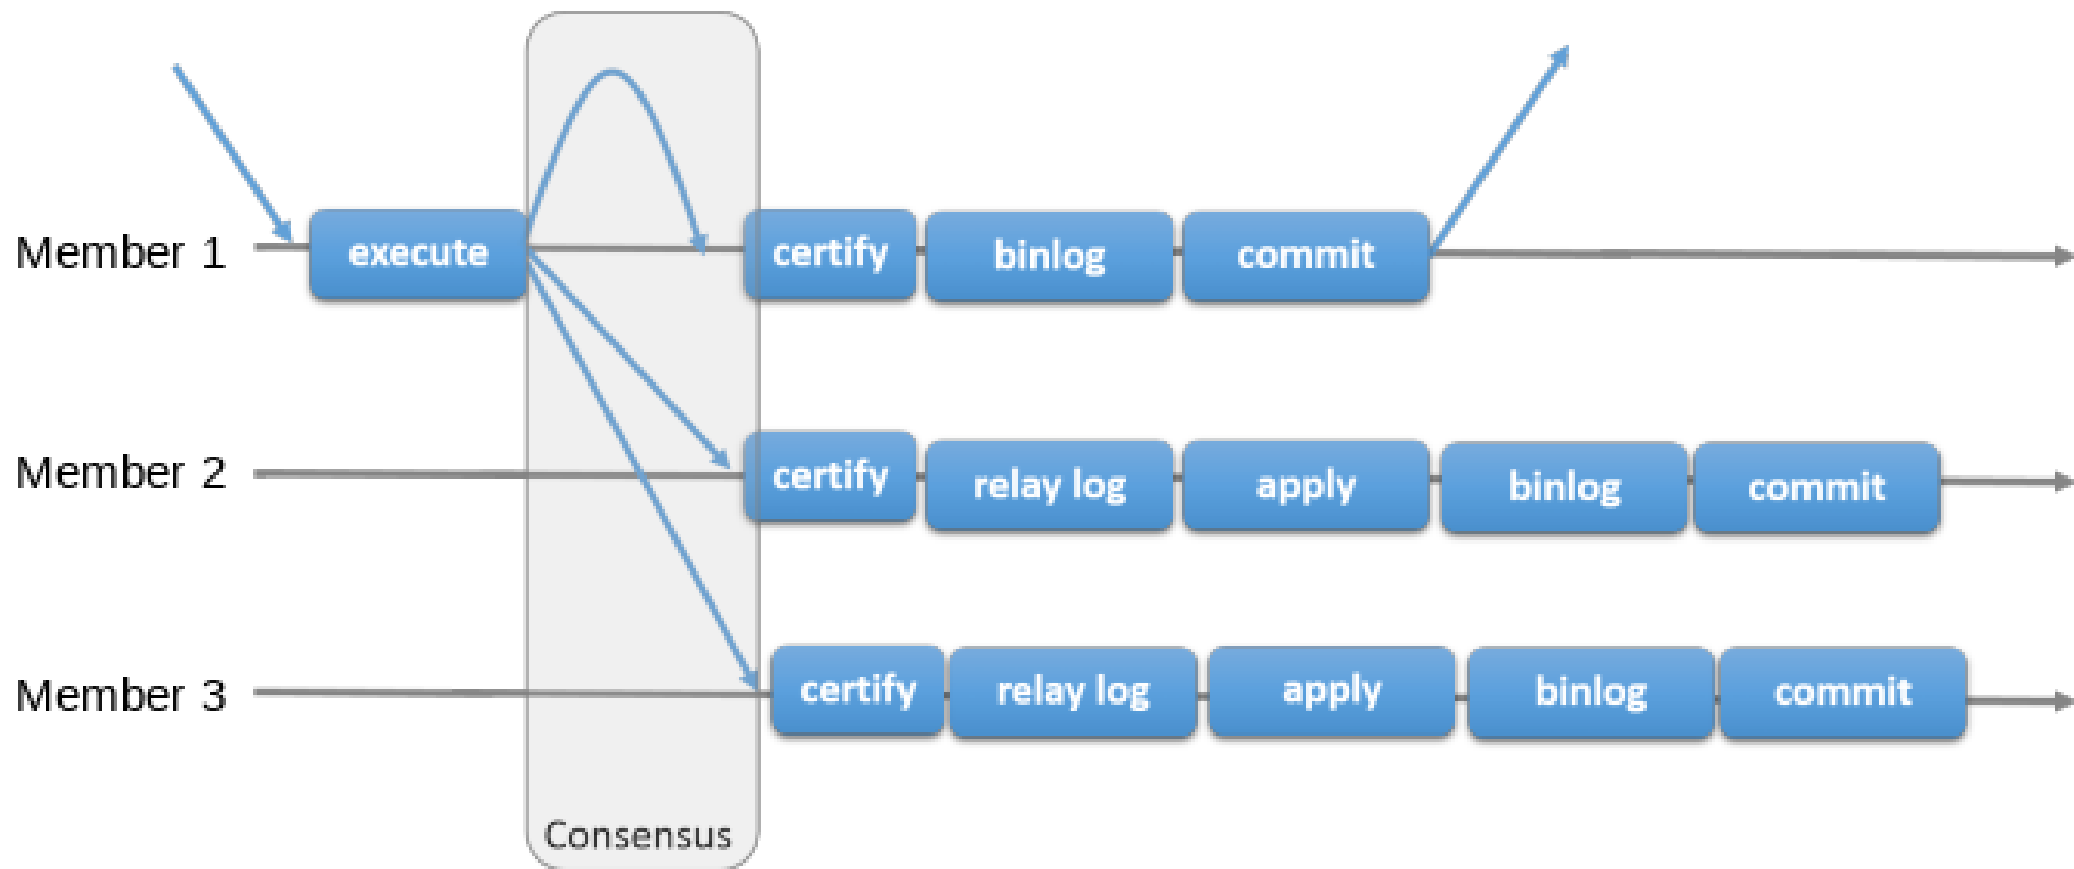 Member 1
execute
certify
binlog
commit
Member 2
certify
relay log
apply
binlog
commit
Member 3
certify
relay log
apply
binlog
commit
Consensus